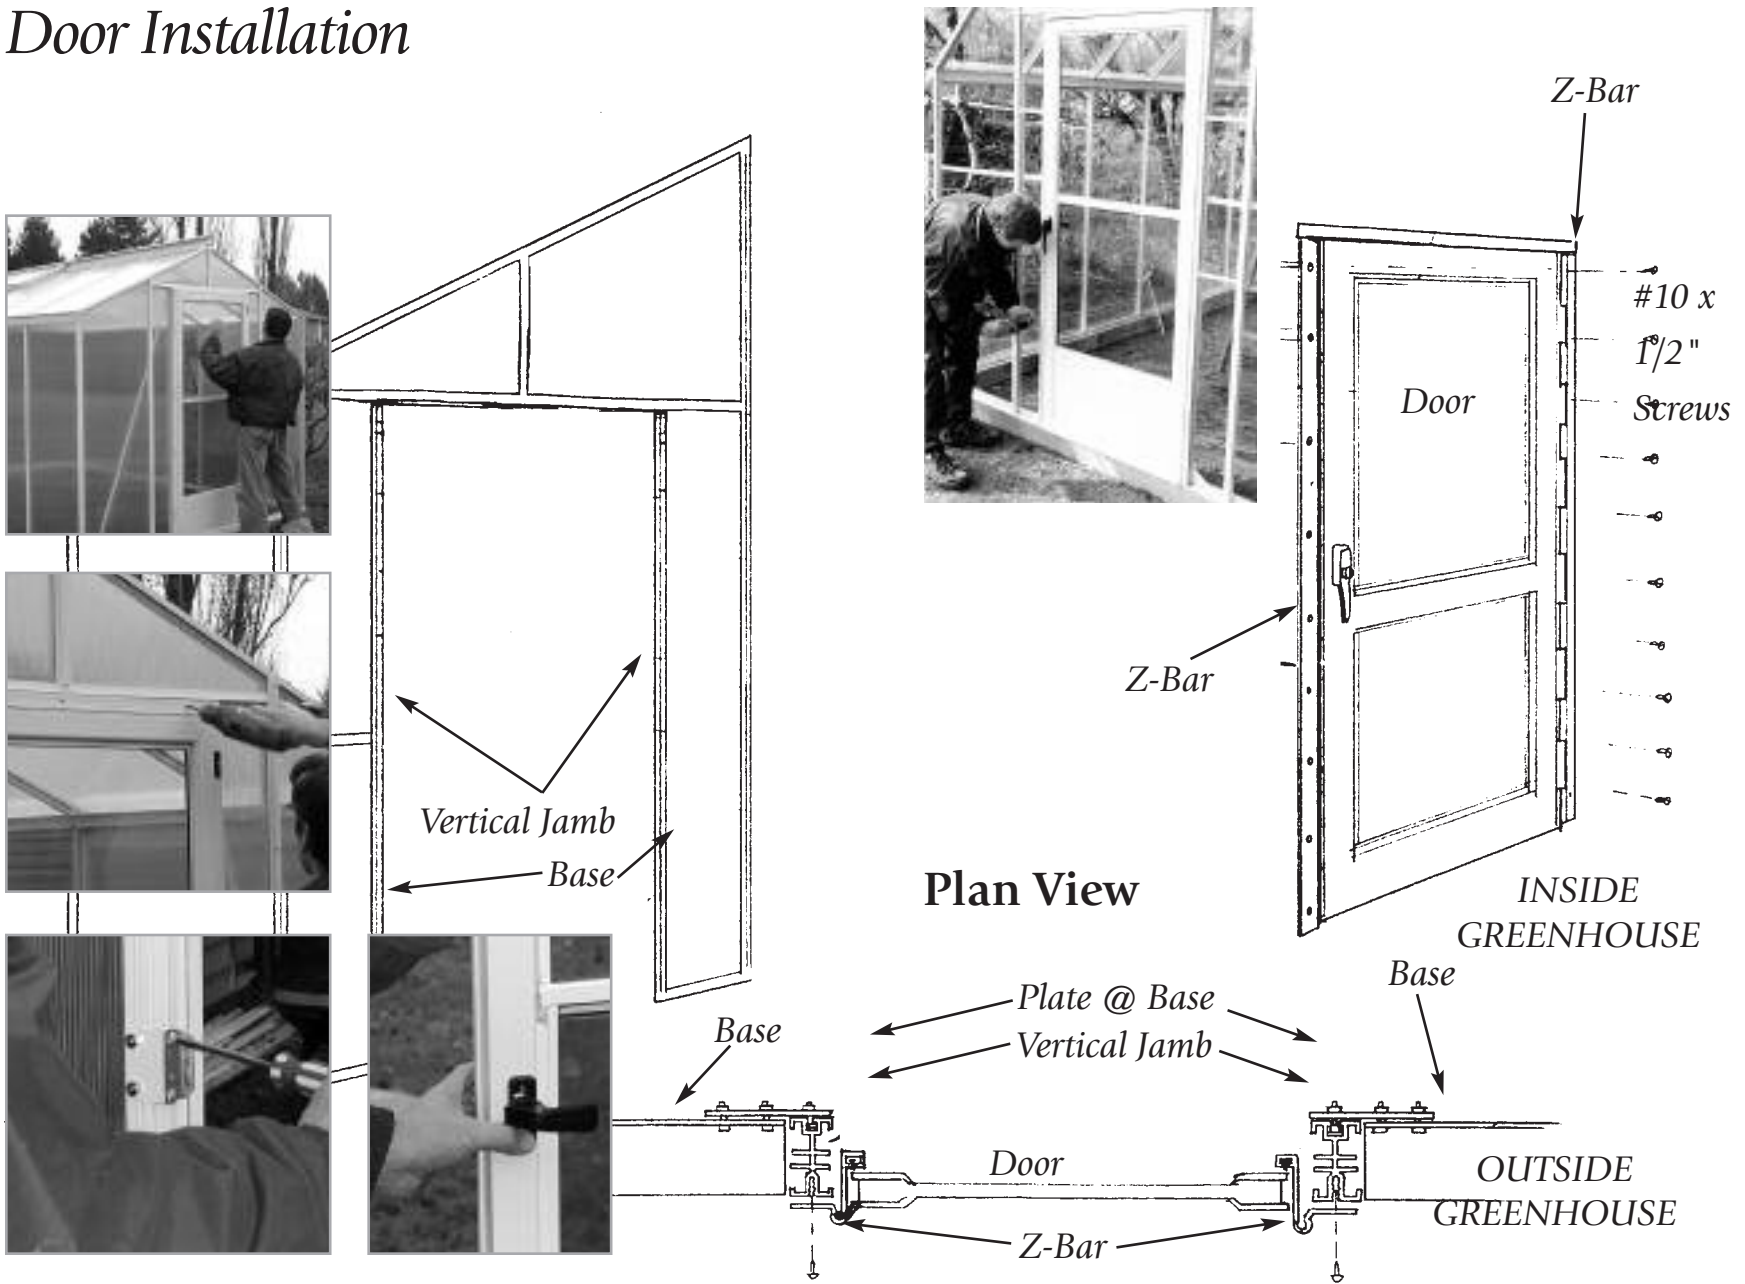 Door Installation
Z-Bar
#10 x
1/2"
Screws
Door
Z-Bar
Vertical Jamb
Base
Plan View
INSIDE
GREENHOUSE
Base
Plate @ Base
Base
Vertical Jamb
Door
OUTSIDE
GREENHOUSE
Z-Bar